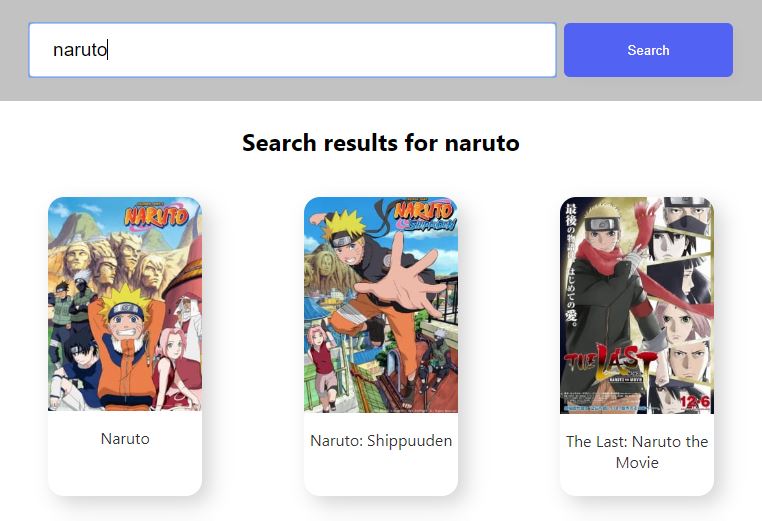 naruto
Search
Search results for naruto
NARUTO
NARUTO
SHIPPUDEN
最後の物語は、はじめての愛。
THE LAST
NARUTO THE MOVIE
12.6
Naruto
Naruto: Shippuuden
The Last: Naruto the
Movie